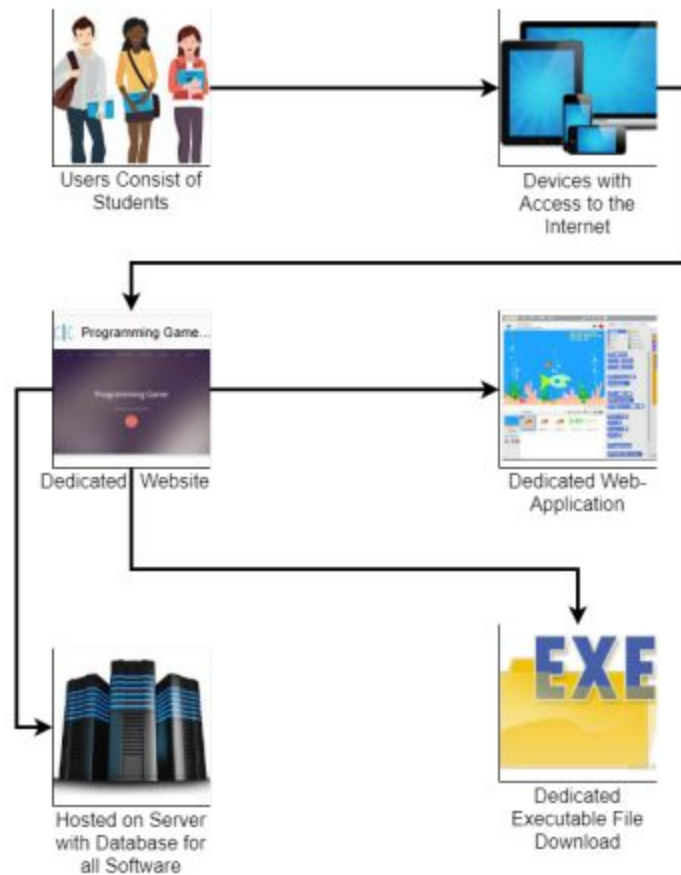 Users Consist of
Students
Devices with
Access to the
Internet
Programming Game...
Programming Game
Dedicated Website
Dedicated Web-
Application
EXE
Hosted on Server
with Database for
all Software
Dedicated
Executable File
Download